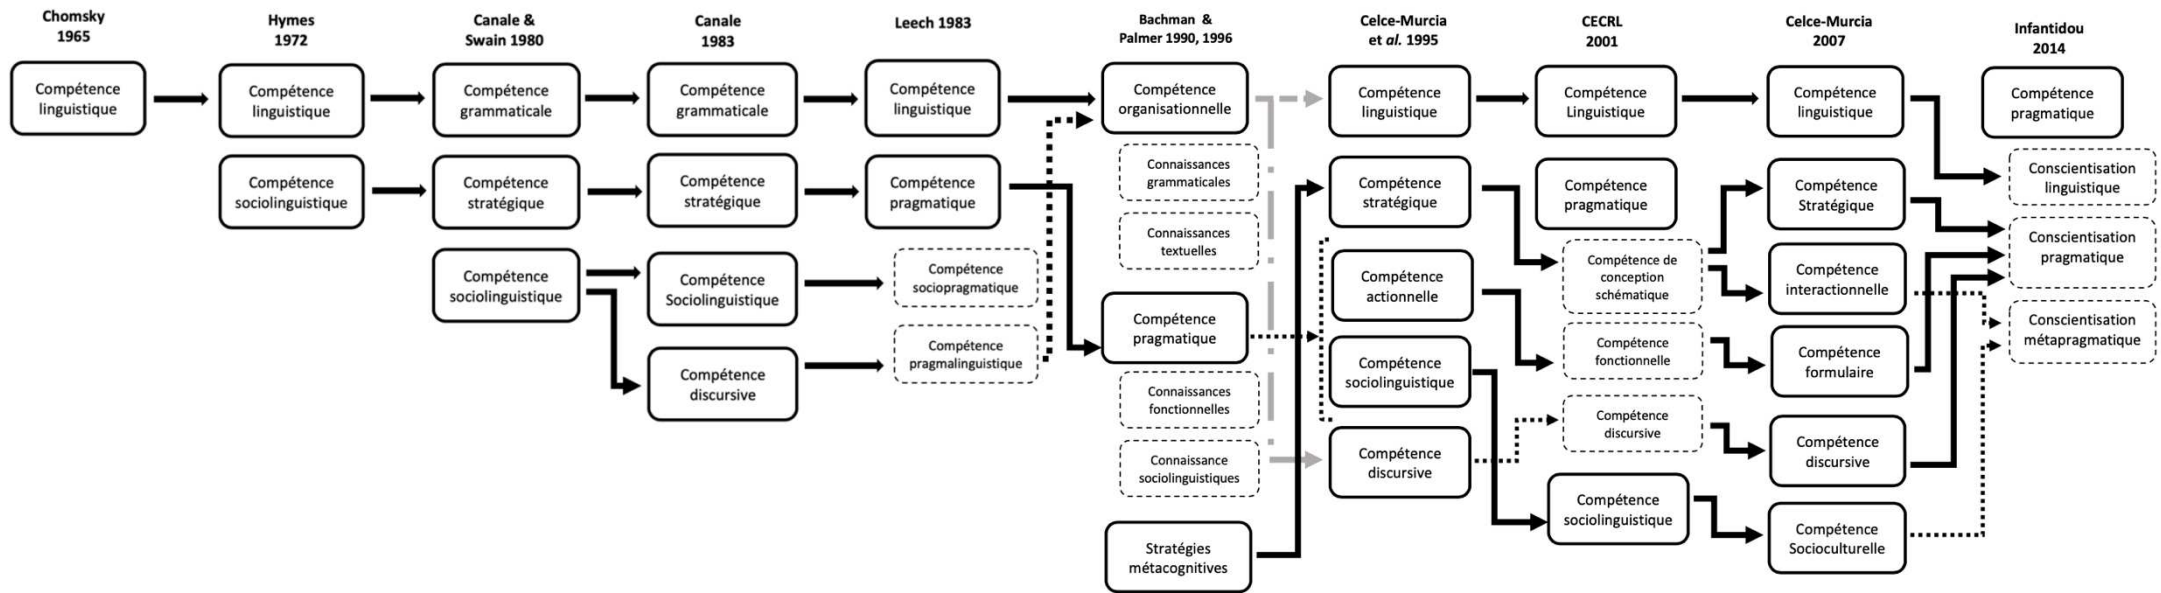 Chomsky
1965
Compétence
linguistique
Hymes
1972
Compétence
linguistique
Compétence
sociolinguistique
Canale &
Swain 1980
Compétence
grammaticale
Compétence
stratégique
Compétence
sociolinguistique
Canale
1983
Compétence
grammaticale
Compétence
stratégique
Compétence
Sociolinguistique
Compétence
discursive
Leech 1983
Compétence
linguistique
Compétence
pragmatique
Compétence
sociopragmatique
Compétence
pragmalinguistique
Bachman &
Palmer 1990, 1996
Compétence
organisationnelle
Connaissances
grammaticales
Connaissances
textuelles
Compétence
pragmatique
Connaissances
fonctionnelles
Connaissance
sociolinguistiques
Stratégies
métacognitives
Celce-Murcia
et al. 1995
Compétence
linguistique
Compétence
stratégique
Compétence
actionnelle
Compétence
sociolinguistique
Compétence
discursive
CECRL
2001
Compétence
Linguistique
Compétence
pragmatique
Compétence de
conception
schématique
Compétence
fonctionnelle
Compétence
discursive
Compétence
sociolinguistique
Celce-Murcia
2007
Compétence
linguistique
Compétence
Stratégique
Compétence
interactionnelle
Compétence
formulaire
Compétence
discursive
Compétence
Socioculturelle
Infantidou
2014
Compétence
pragmatique
Conscientisation
linguistique
Conscientisation
pragmatique
Conscientisation
métapragmatique